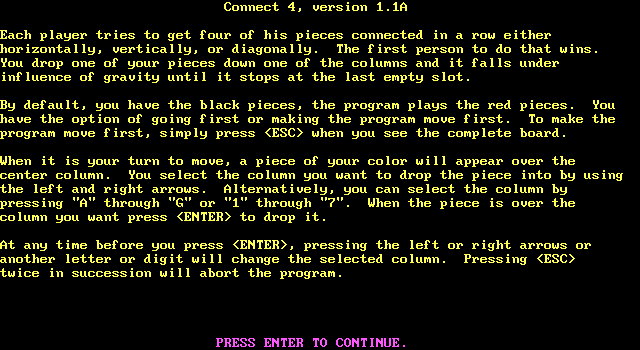 Connect 4, version 1.1A
Each player tries to get four of his pieces connected in a row either
horizontally, vertically, or diagonally.  The first person to do that wins.
You drop one of your pieces down one of the columns and it falls under
influence of gravity until it stops at the last empty slot.
By default, you have the black pieces, the program plays the red pieces.  You
have the option of going first or making the program move first.  To make the
program move first, simply press <ESC> when you see the complete board.
When it is your turn to move, a piece of your color will appear over the
center column.  You select the column you want to drop the piece into by using
the left and right arrows.  Alternatively, you can select the column by
pressing "A" through "G" or "1" through "7".  When the piece is over the
column you want press <ENTER> to drop it.
At any time before you press <ENTER>, pressing the left or right arrows or
another letter or digit will change the selected column.  Pressing <ESC>
twice in succession will abort the program.
PRESS ENTER TO CONTINUE.